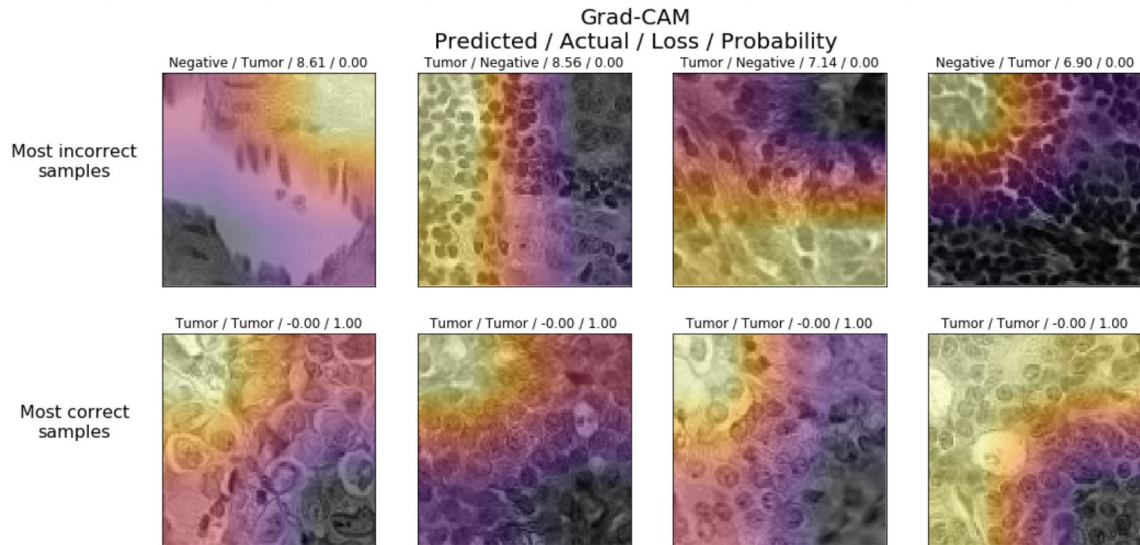 Grad-CAM
Predicted / Actual / Loss / Probability
Negative / Tumor / 8.61 / 0.00
Tumor / Negative / 8.56 / 0.00
Tumor / Negative / 7.14 / 0.00
Negative / Tumor / 6.90 / 0.00
Most incorrect
samples
Tumor / Tumor / -0.00 / 1.00
Tumor / Tumor / -0.00 / 1.00
Tumor / Tumor / -0.00 / 1.00
Tumor / Tumor / -0.00 / 1.00
Most correct
samples